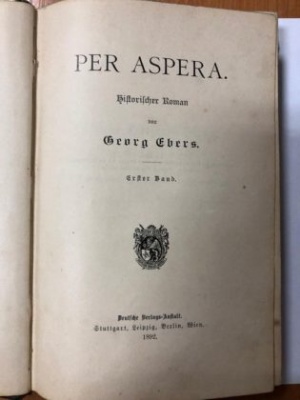 PER ASPERA.
Historischer Roman
von
Georg Ebers.
Erster Band.
Deutsche Verlags-Anstalt.
Stuttgart, Leipzig, Berlin, Wien.
1892.